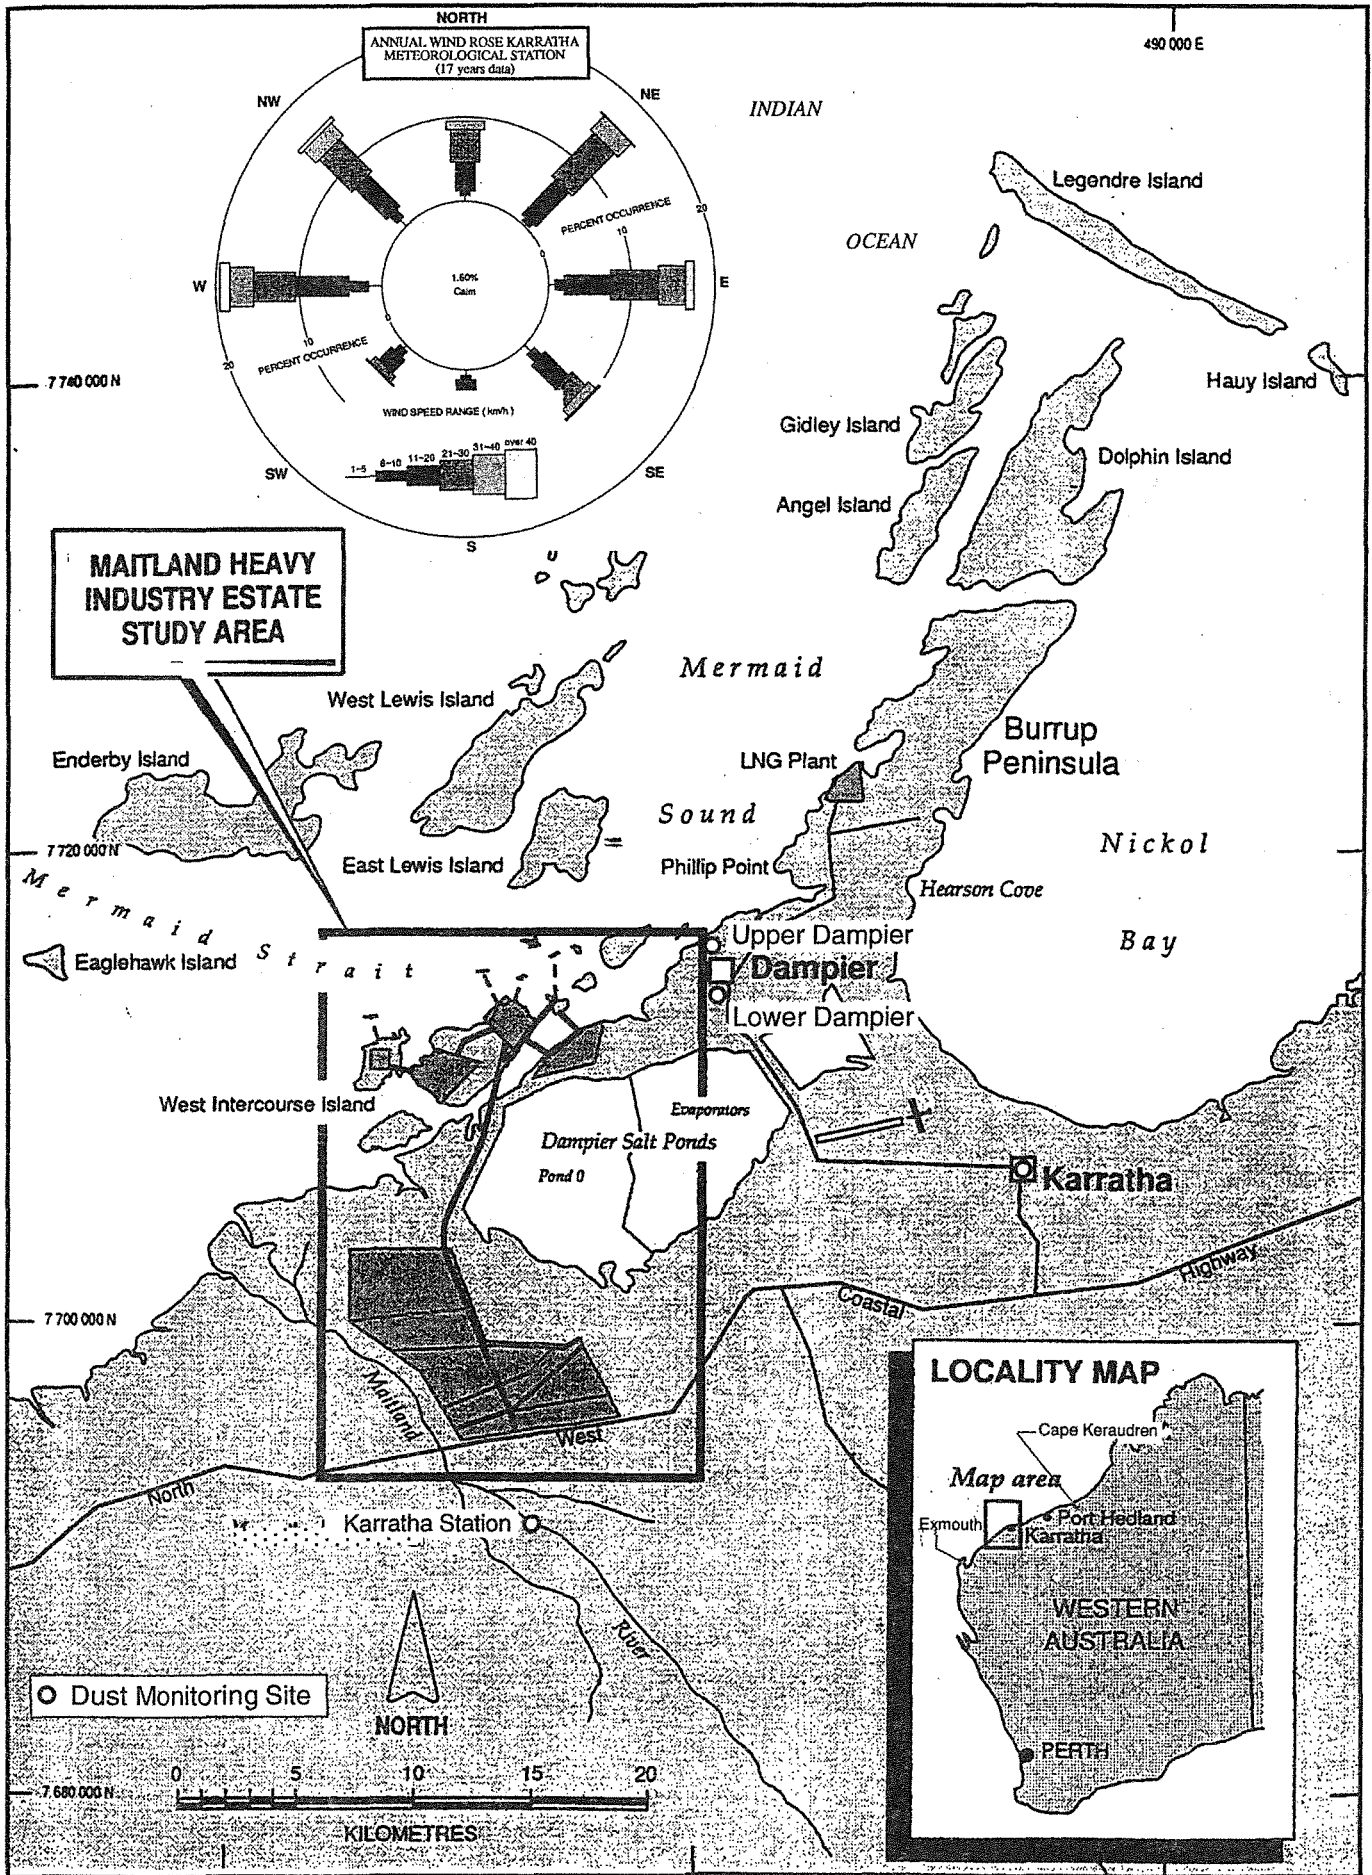 NORTH
ANNUAL WIND ROSE KARRATHA
METEOROLOGICAL STATION
(17 years data)
490 000 E
NW
NE
INDIAN
Legendre Island
PERCENT OCCURRENCE
20
10
0
OCEAN
W
1.60%
Calm
E
0
10
20
PERCENT OCCURRENCE
7 740 000 N
Hauy Island
WIND SPEED RANGE (km/h)
Gidley Island
1-5
6-10
11-20
21-30
31-40
over 40
Dolphin Island
SW
SE
Angel Island
S
MAITLAND HEAVY
INDUSTRY ESTATE
STUDY AREA
Mermaid
West Lewis Island
Burrup
Peninsula
Enderby Island
LNG Plant
Sound
Nickol
7 720 000 N
East Lewis Island
Phillip Point
Hearson Cove
Mermaid Strait
Upper Dampier
Bay
Eaglehawk Island
Dampier
Lower Dampier
West Intercourse Island
Evaporators
Dampier Salt Ponds
Pond 0
Karratha
Highway
Coastal
7 700 000 N
LOCALITY MAP
Maitland
Cape Keraudren
West
Map area
North
Karratha Station
Exmouth
Port Hedland
Karratha
WESTERN
AUSTRALIA
River
O Dust Monitoring Site
NORTH
PERTH
0 5 10 15 20
7 680 000 N
KILOMETRES